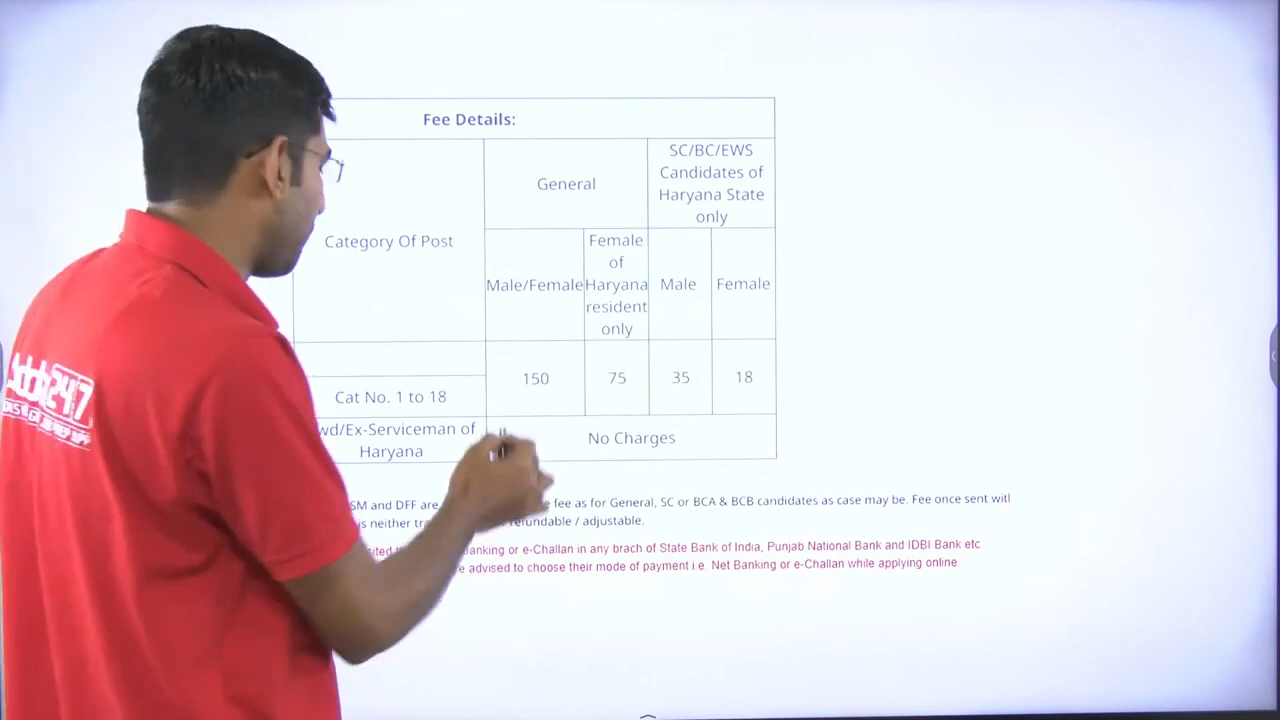 Fee Details:
SC/BC/EWS
Candidates of
Haryana State
only
General
Category Of Post
Female
of
Haryana
resident
only
Male/Female
Male
Female
150
75
35
18
Cat No. 1 to 18
wd/Ex-Serviceman of
Haryana
No Charges
SM and DFF are fee as for General, SC or BCA & BCB candidates as case may be. Fee once sent
is neither refundable / adjustable.
anking or e-Challan in any brach of State Bank of India, Punjab National Bank and IDBI Bank etc
advised to choose their mode of payment i.e. Net Banking or e-Challan while applying online
247